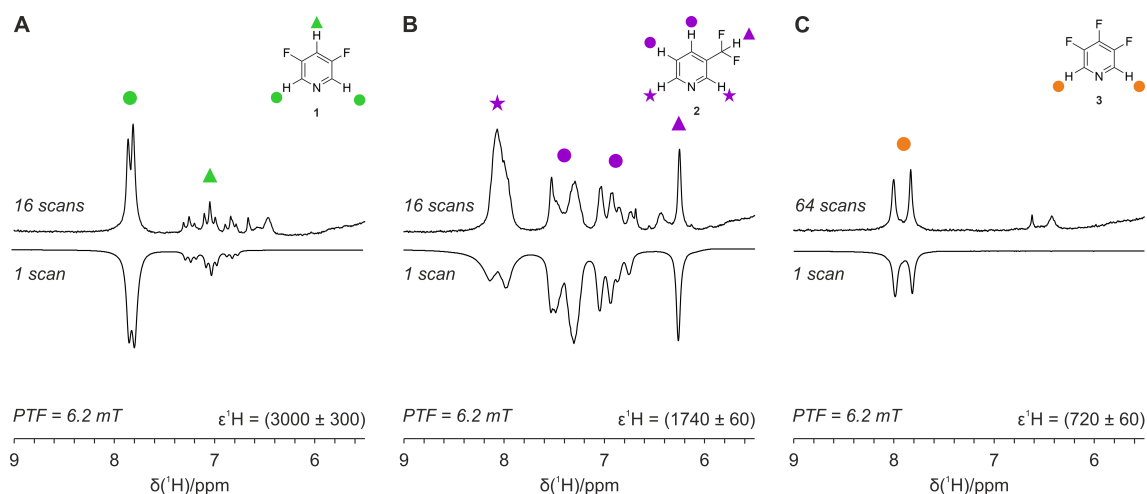 A
H
F F
H N H
1
16 scans
1 scan
PTF = 6.2 mT
ε¹H = (3000 ± 300)
9 8 7 6
δ(¹H)/ppm
B
H F
H H
F
H N H
2
16 scans
1 scan
PTF = 6.2 mT
ε¹H = (1740 ± 60)
9 8 7 6
δ(¹H)/ppm
C
F
F F
H N H
3
64 scans
1 scan
PTF = 6.2 mT
ε¹H = (720 ± 60)
9 8 7 6
δ(¹H)/ppm